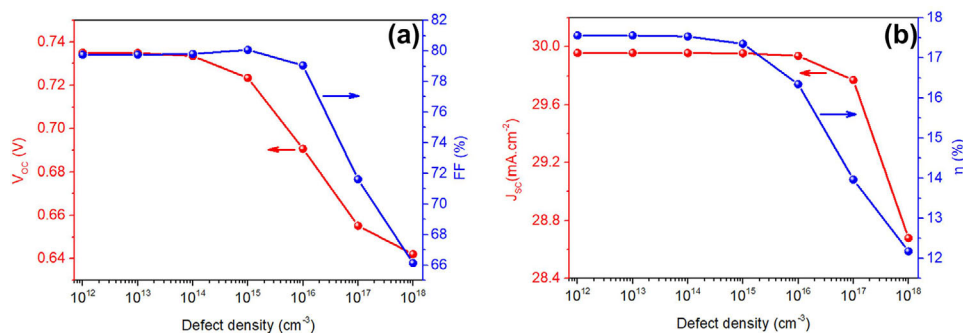 (a)
0.74
0.72
0.70
0.68
0.66
0.64
V_OC (V)
82
80
78
76
74
72
70
68
66
FF (%)
10^12 10^13 10^14 10^15 10^16 10^17 10^18
Defect density (cm^-3)
(b)
30.0
29.6
29.2
28.8
28.4
J_SC(mA.cm^-2)
18
17
16
15
14
13
12
11
η (%)
10^12 10^13 10^14 10^15 10^16 10^17 10^18
Defect density (cm^-3)